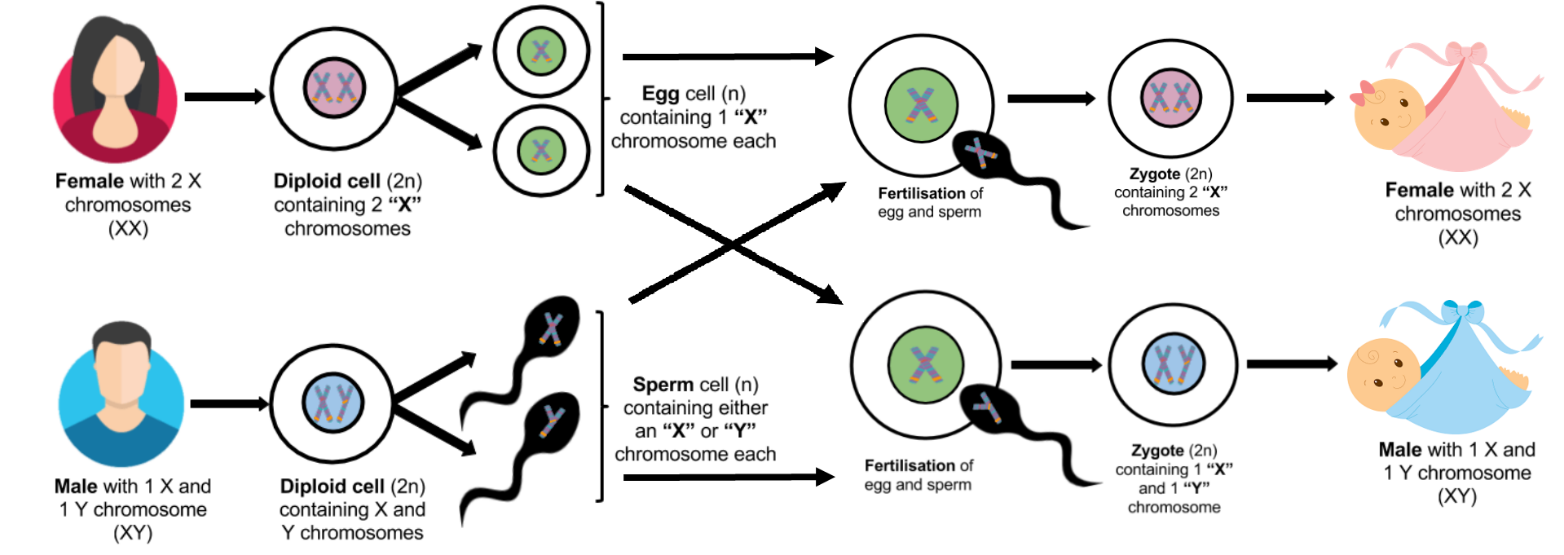 Female with 2 X
chromosomes
(XX)
Diploid cell (2n)
containing 2 “X”
chromosomes
Egg cell (n)
containing 1 “X”
chromosome each
Fertilisation of
egg and sperm
Zygote (2n)
containing 2 “X”
chromosomes
Female with 2 X
chromosomes
(XX)
Male with 1 X and
1 Y chromosome
(XY)
Diploid cell (2n)
containing X and
Y chromosomes
Sperm cell (n)
containing either
an “X” or “Y”
chromosome each
Fertilisation of
egg and sperm
Zygote (2n)
containing 1 “X”
and 1 “Y”
chromosome
Male with 1 X and
1 Y chromosome
(XY)